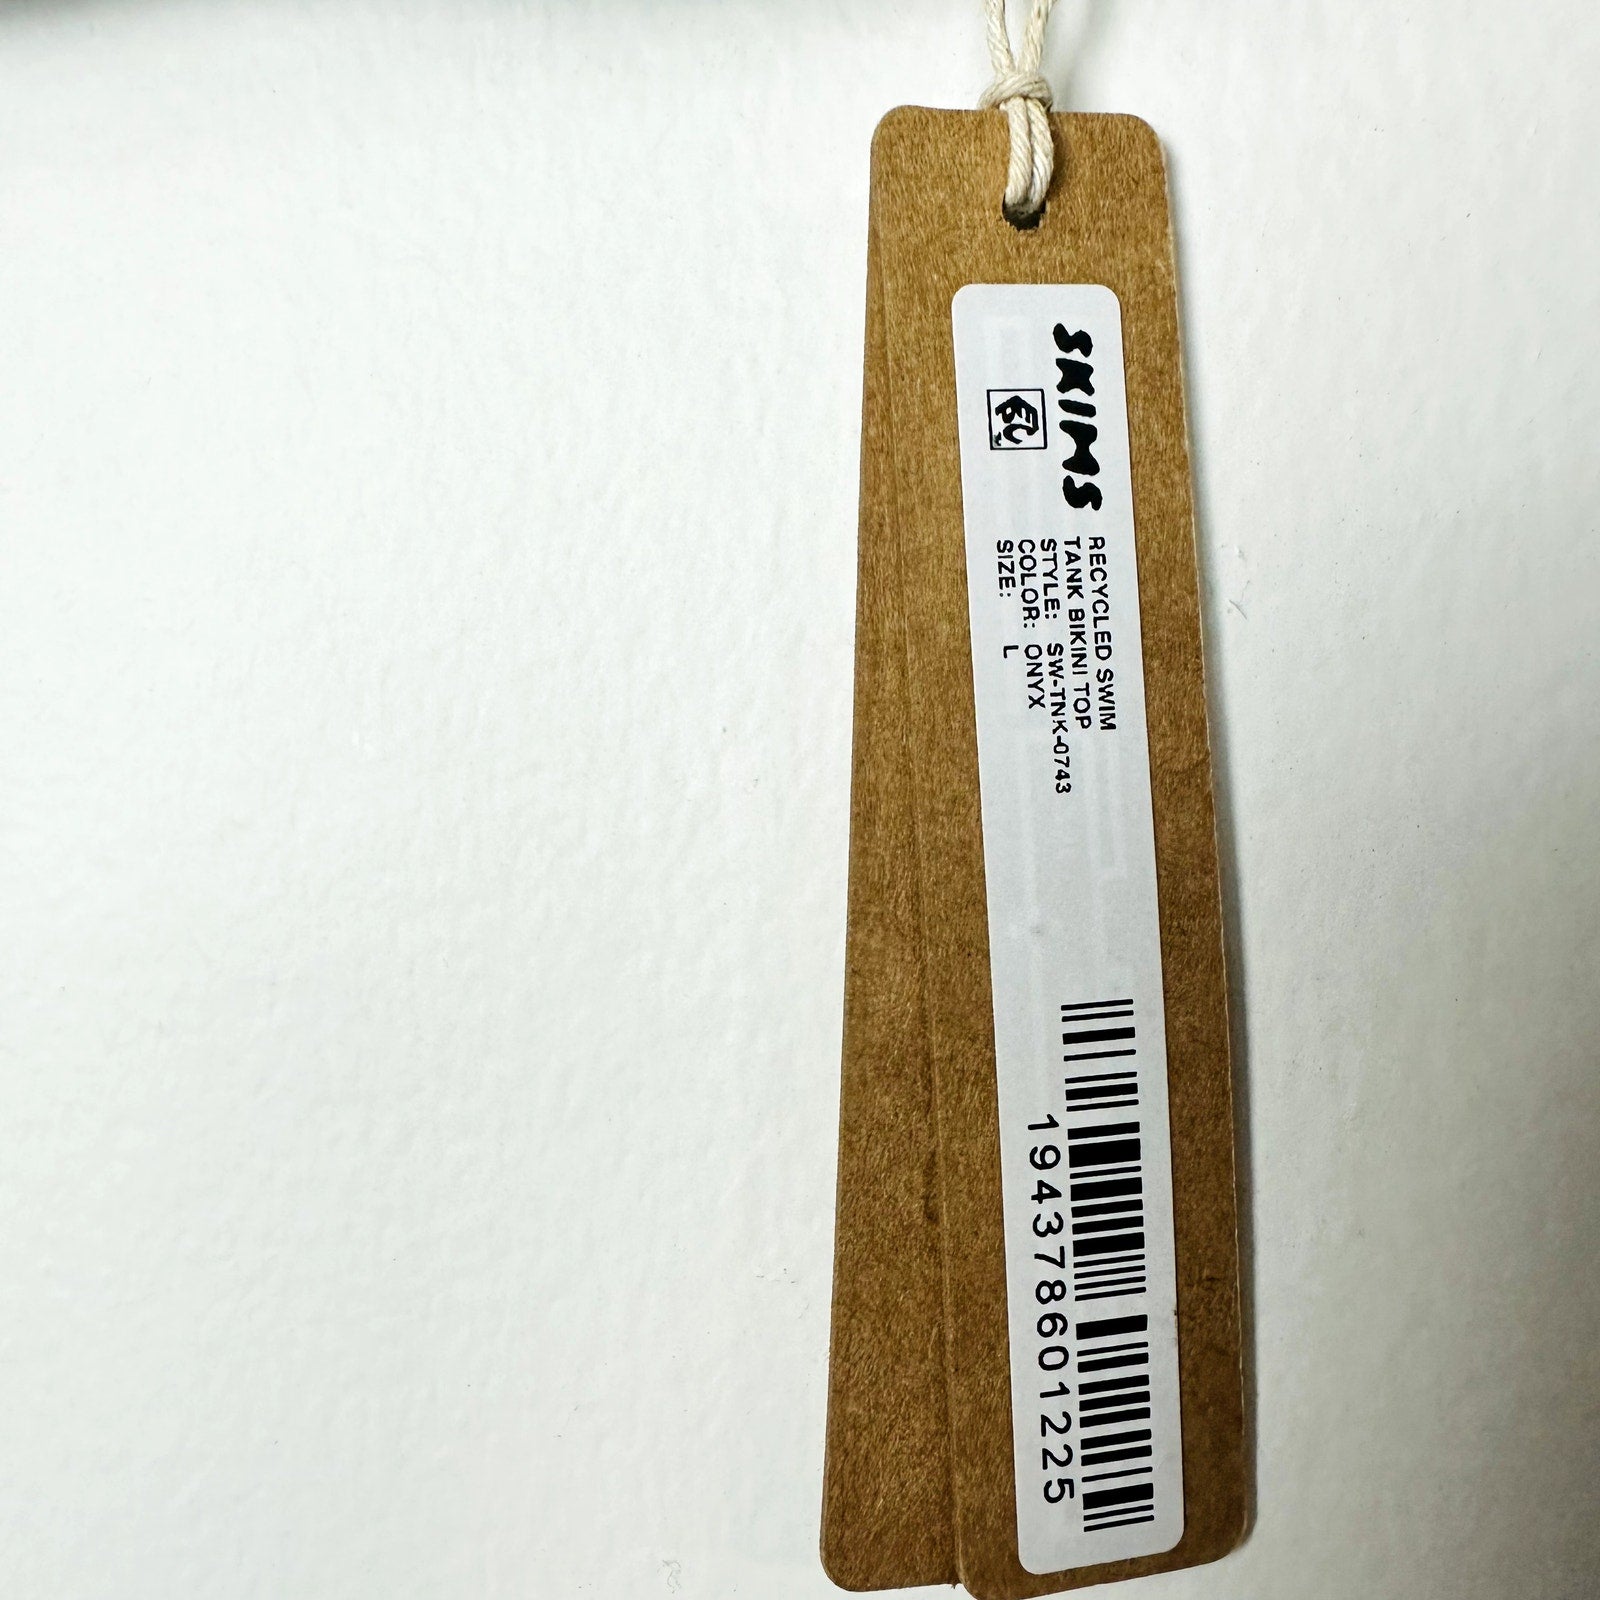 SKIMS
RECYCLED SWIM
TANK BIKINI TOP
STYLE: SW-TNK-0743
COLOR: ONYX
SIZE: L
194378601225